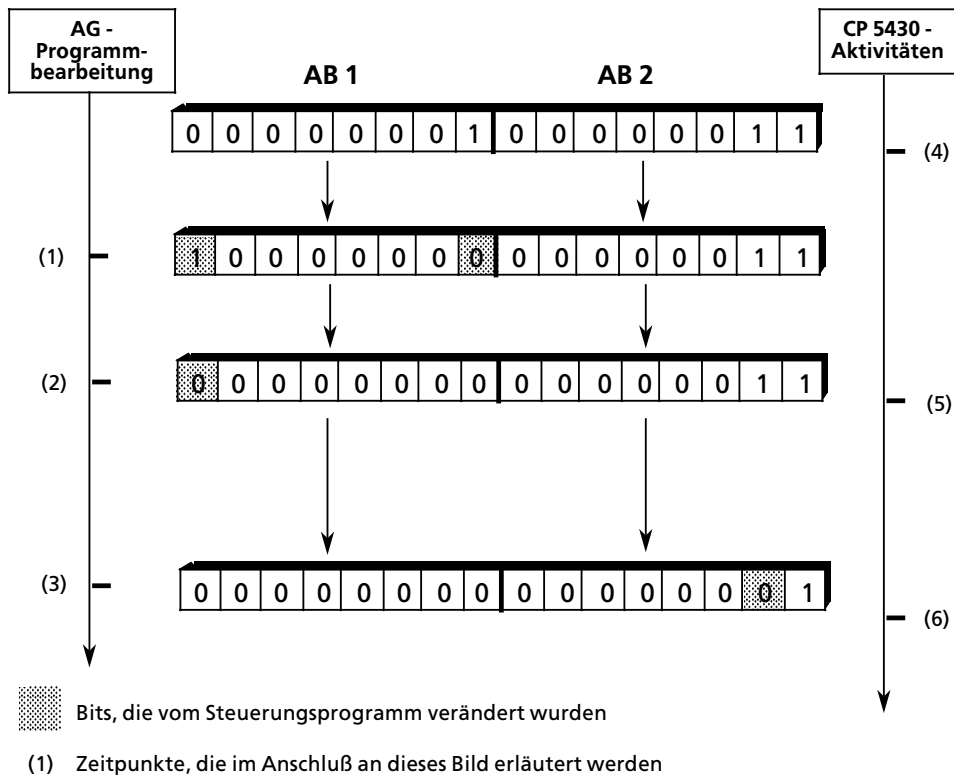 AG -
Programm-
bearbeitung
CP 5430 -
Aktivitäten
AB 1 AB 2
0 0 0 0 0 0 0 1 0 0 0 0 0 0 1 1
(4)
(1) 1 0 0 0 0 0 0 0 0 0 0 0 0 0 1 1
(2) 0 0 0 0 0 0 0 0 0 0 0 0 0 0 1 1
(5)
(3) 0 0 0 0 0 0 0 0 0 0 0 0 0 0 0 1
(6)
Bits, die vom Steuerungsprogramm verändert wurden
(1) Zeitpunkte, die im Anschluß an dieses Bild erläutert werden